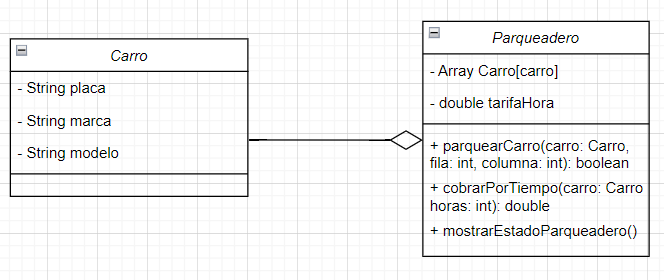 Carro
- String placa
- String marca
- String modelo
Parqueadero
- Array Carro[carro]
- double tarifaHora
+ parquearCarro(carro: Carro,
fila: int, columna: int): boolean
+ cobrarPorTiempo(carro: Carro
horas: int): double
+ mostrarEstadoParqueadero()